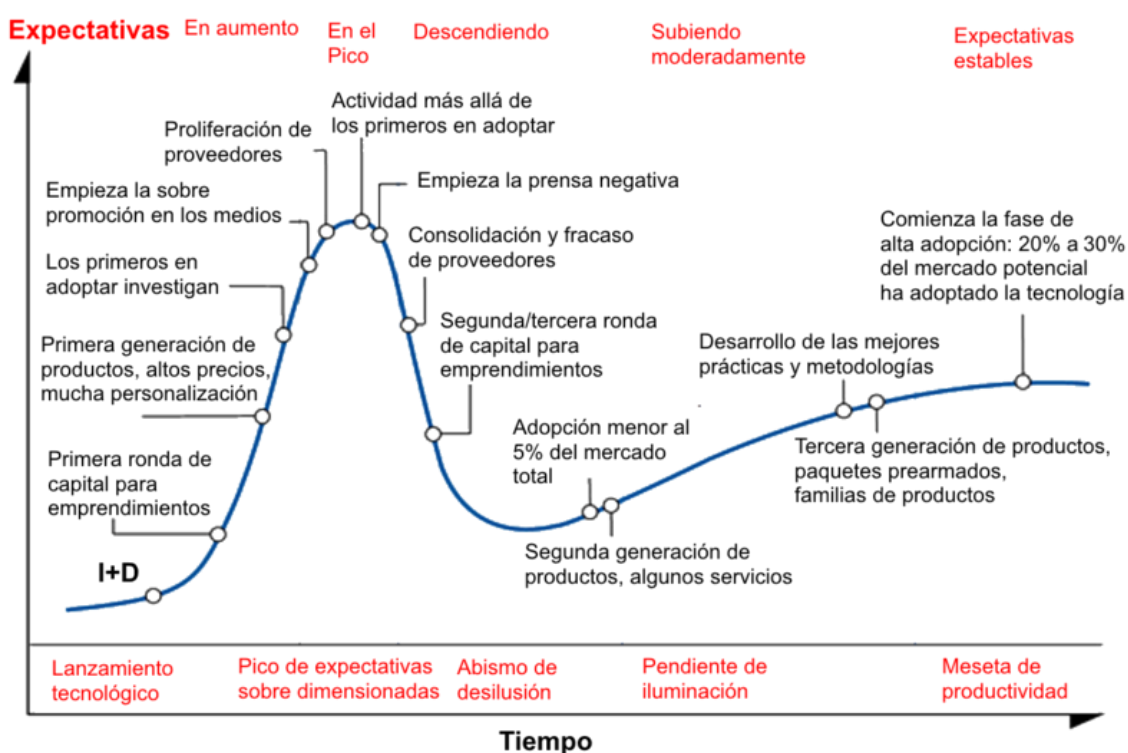 Expectativas
En aumento
En el
Pico
Descendiendo
Subiendo
moderadamente
Expectativas
estables
Actividad más allá de
los primeros en adoptar
Proliferación de
proveedores
Empieza la prensa negativa
Empieza la sobre
promoción en los medios
Consolidación y fracaso
de proveedores
Comienza la fase de
alta adopción: 20% a 30%
del mercado potencial
ha adoptado la tecnología
Los primeros en
adoptar investigan
Segunda/tercera ronda
de capital para
emprendimientos
Primera generación de
productos, altos precios,
mucha personalización
Desarrollo de las mejores
prácticas y metodologías
Adopción menor al
5% del mercado
total
Tercera generación de productos,
paquetes prearmados,
familias de productos
Primera ronda de
capital para
emprendimientos
Segunda generación de
productos, algunos servicios
I+D
Lanzamiento
tecnológico
Pico de expectativas
sobre dimensionadas
Abismo de
desilusión
Pendiente de
iluminación
Meseta de
productividad
Tiempo